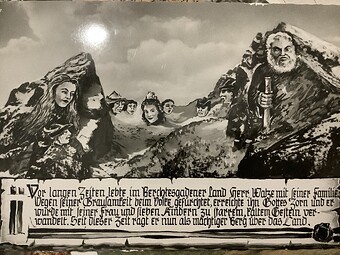 Vor langen Zeiten lebte im Berchtesgadener Land Herr Watze mit seiner Familie.
Wegen seiner Grausamkeit beim Volke gefürchtet, erreichte ihn Gottes Zorn und er
wurde mit seiner Frau und sieben Kindern zu starrem, kaltem Gestein ver-
wandelt. Seit dieser Zeit ragt er nun als mächtiger Berg über das Land.